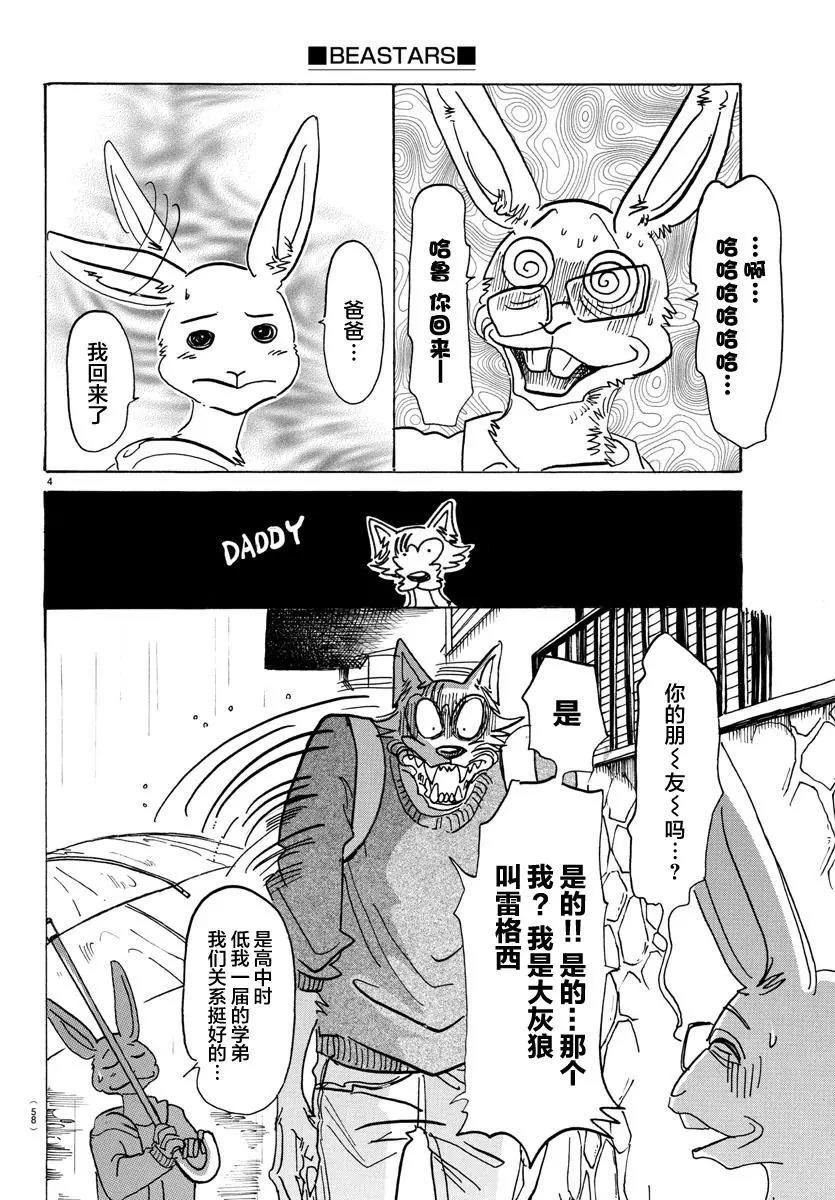 ■BEASTARS■
…啊…
哈哈哈哈哈哈…
哈鲁 你回来—
爸爸…
我回来了
4
DADDY
你的朋～友～吗…?
是
是的!! 是的…那个
我? 我是大灰狼
叫雷格西
是高中时
低我一届的学弟
我们关系挺好的…
(58)